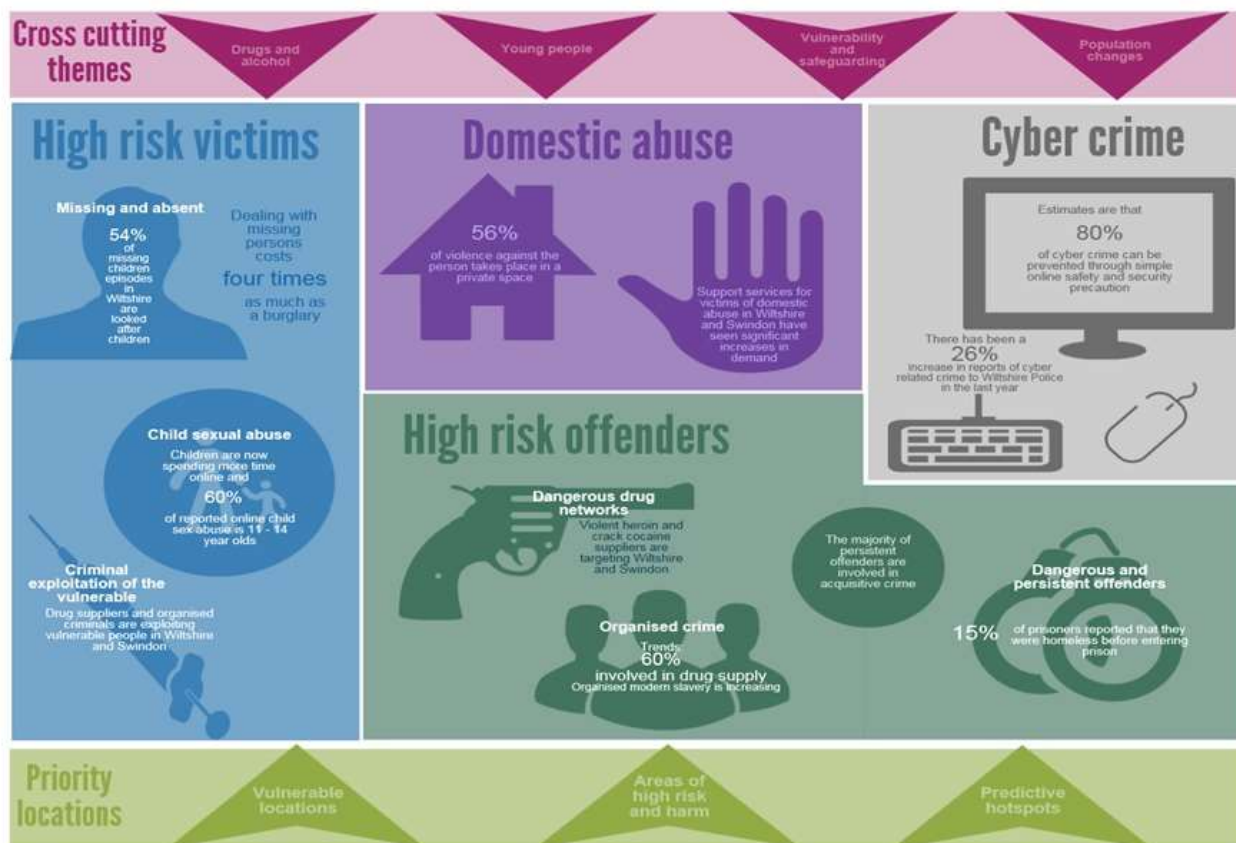 Cross cutting
themes
Drugs and
alcohol
Young people
Vulnerability
and
safeguarding
Population
changes
High risk victims
Missing and absent
54%
of
missing
children
episodes
in
Wiltshire
are
looked
after
children
Dealing with
missing
persons
costs
four times
as much as
a burglary
Child sexual abuse
Children are now
spending more time
online and
60%
of reported online child
sex abuse is 11 - 14
year olds
Criminal
exploitation of the
vulnerable
Drug suppliers and organised
criminals are exploiting
vulnerable people in Wiltshire
and Swindon
Domestic abuse
56%
of violence against the
person takes place in a
private space
Support services for
victims of domestic
abuse in Wiltshire
and Swindon have
seen significant
increases in
demand
Cyber crime
Estimates are that
80%
of cyber crime can be
prevented through simple
online safety and security
precaution
There has been a
26%
increase in reports of cyber
related crime to Wiltshire Police
in the last year
High risk offenders
Dangerous drug
networks
Violent heroin and
crack cocaine
suppliers are
targeting Wiltshire
and Swindon
Organised crime
Trends:
60%
involved in drug supply
Organised modern slavery is increasing
The majority of
persistent
offenders are
involved in
acquisitive crime
Dangerous and
persistent offenders
15%
of prisoners reported that they
were homeless before entering
prison
Priority
locations
Vulnerable
locations
Areas of
high risk
and harm
Predictive
hotspots